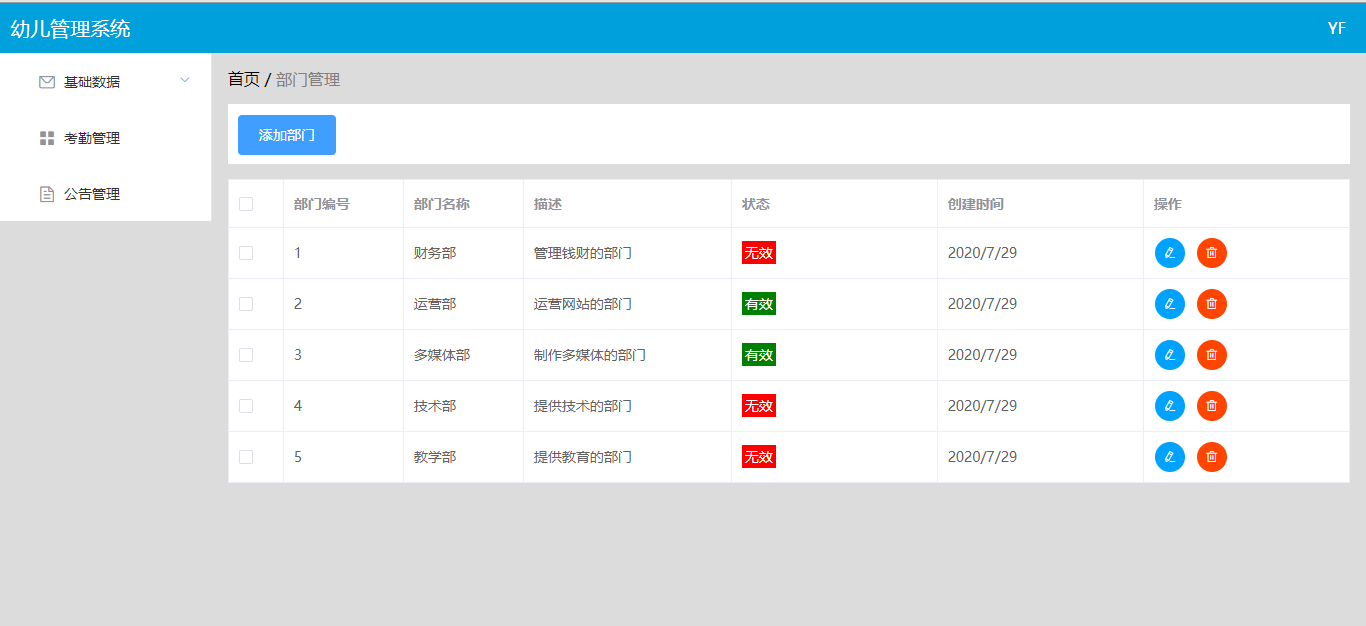 幼儿管理系统 YF
基础数据
考勤管理
公告管理
首页 / 部门管理
添加部门
部门编号 部门名称 描述 状态 创建时间 操作
1 财务部 管理钱财的部门 无效 2020/7/29
2 运营部 运营网站的部门 有效 2020/7/29
3 多媒体部 制作多媒体的部门 有效 2020/7/29
4 技术部 提供技术的部门 无效 2020/7/29
5 教学部 提供教育的部门 无效 2020/7/29